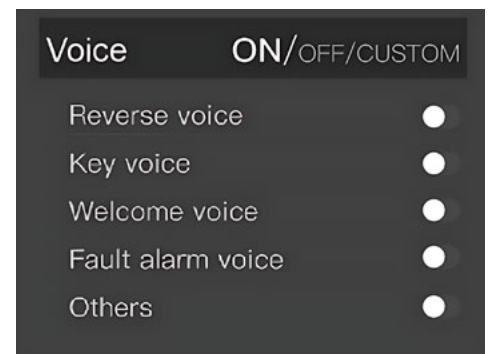 Voice ON/OFF/CUSTOM
Reverse voice
Key voice
Welcome voice
Fault alarm voice
Others